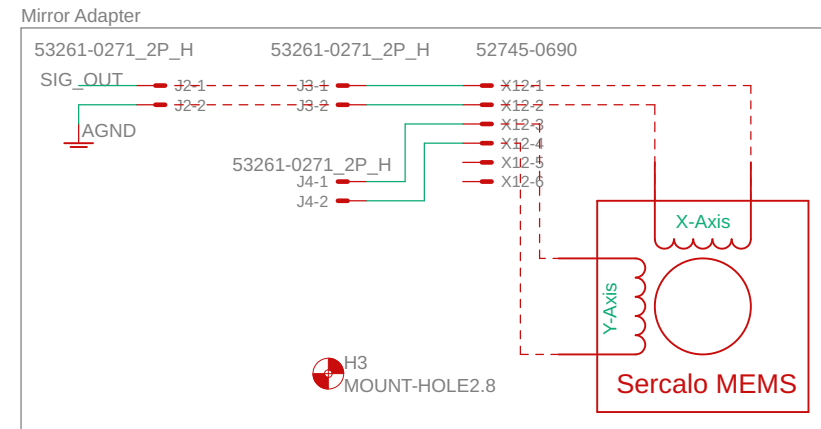 Mirror Adapter
53261-0271_2P_H 53261-0271_2P_H 52745-0690
SIG_OUT J2-1 J3-1 X12-1
J2-2 J3-2 X12-2
AGND X12-3
X12-4
53261-0271_2P_H X12-5
J4-1 X12-6
J4-2
X-Axis
Y-Axis
H3
MOUNT-HOLE2.8
Sercalo MEMS